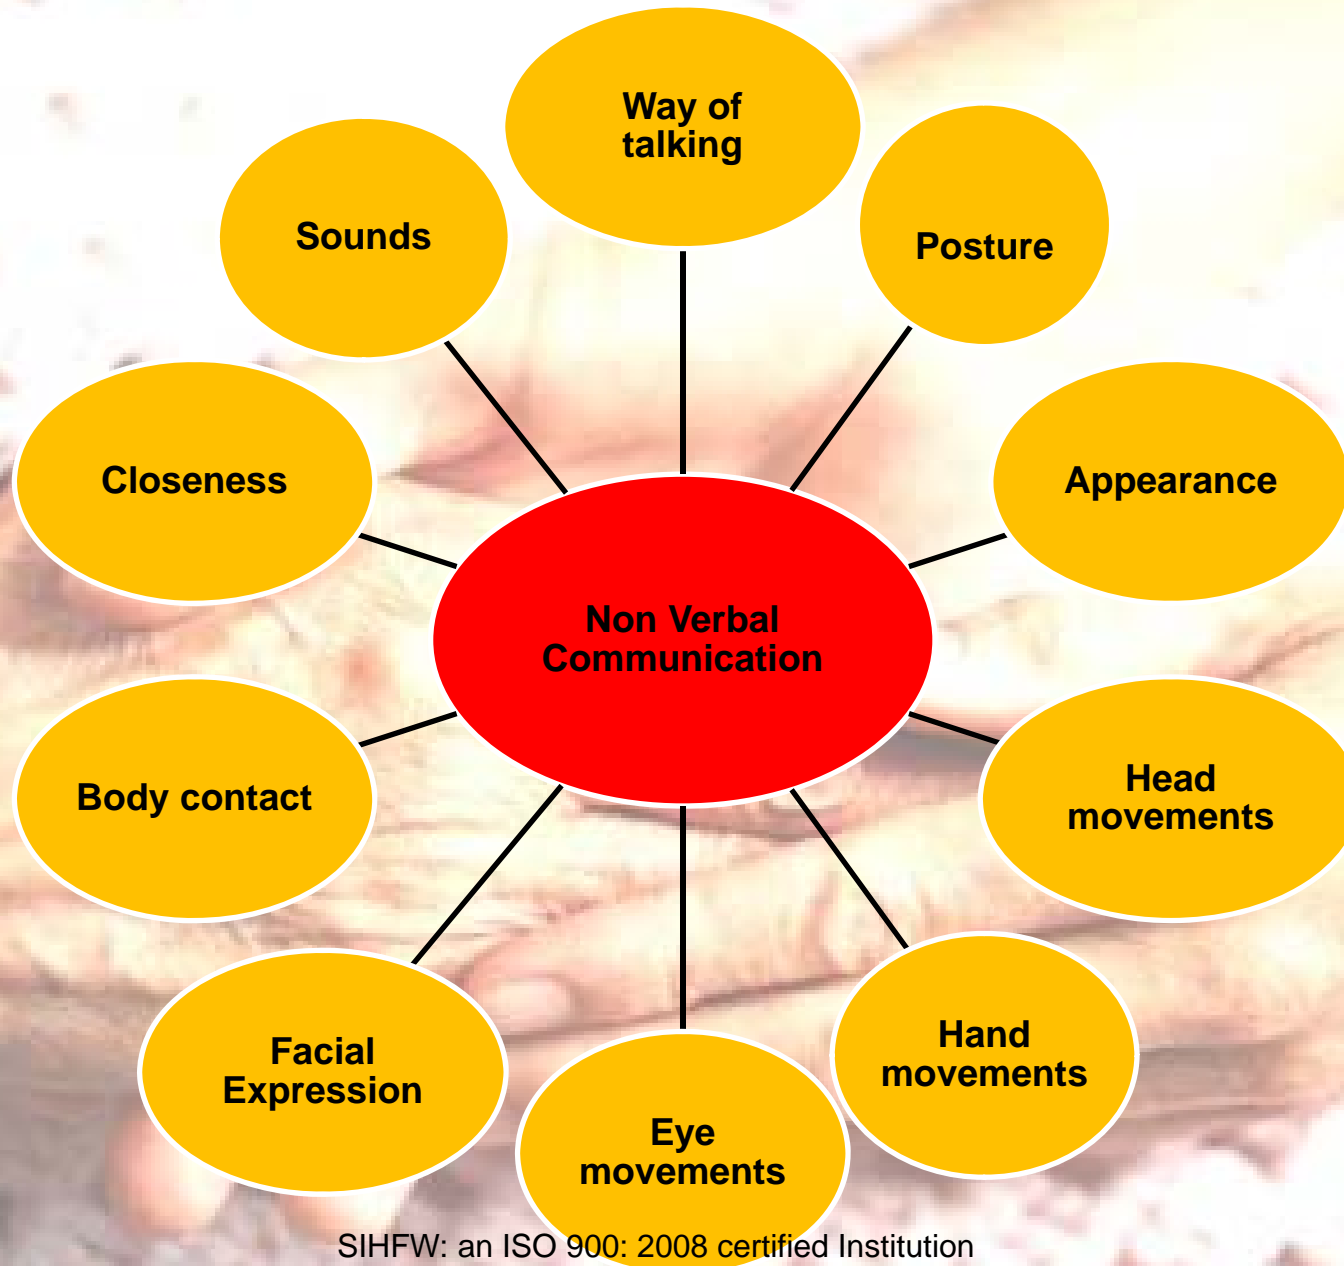 Way of
talking
Posture
Sounds
Appearance
Closeness
Non Verbal
Communication
Head
movements
Body contact
Hand
movements
Facial
Expression
Eye
movements
SIHFW: an ISO 900: 2008 certified Institution